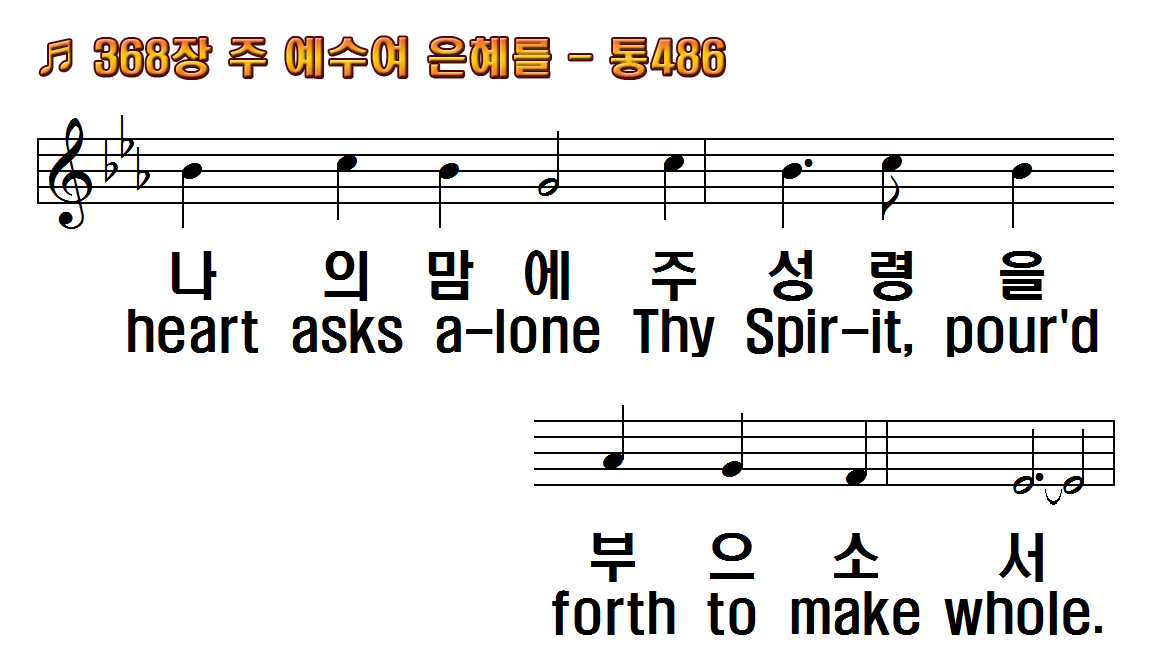 ♬ 368장 주 예수여 은혜를 - 통486
나 의 맘 에 주 성 령 을
heart asks a-lone Thy Spir-it, pour'd
부 으 소 서
forth to make whole.